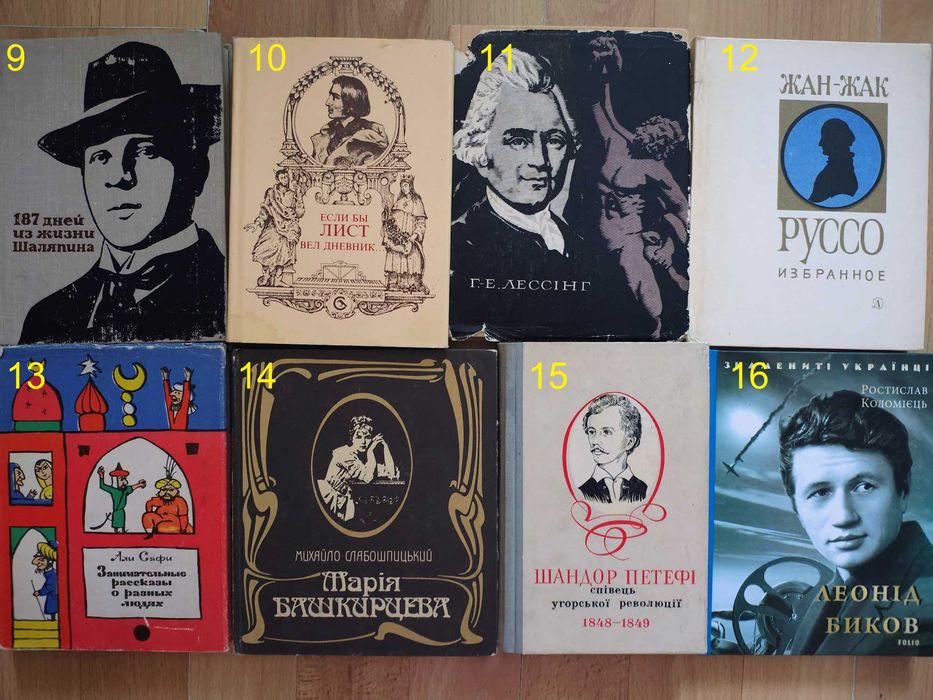 9
187 дней
из жизни
Шаляпина
10
ЕСЛИ БЫ
ЛИСТ
ВЕЛ ДНЕВНИК...
11
Г.-Е. ЛЕССІНГ
12
ЖАН-ЖАК
РУССО
ИЗБРАННОЕ
13
Али Сафи
Занимательные
рассказы
о разных
людях
14
МИХАЙЛО СЛАБОШПИЦЬКИЙ
Марія
БАШКИРЦЕВА
15
ШАНДОР ПЕТЕФІ
співець
угорської революції
1848—1849
16
ЗНАМЕНИТІ УКРАЇНЦІ
РОСТИСЛАВ
КОЛОМІЄЦЬ
ЛЕОНІД
БИКОВ
FOLIO